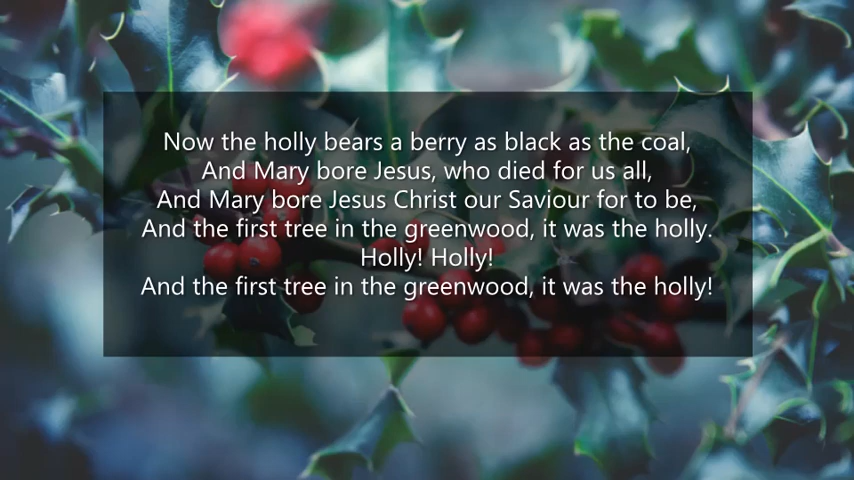 Now the holly bears a berry as black as the coal,
And Mary bore Jesus, who died for us all,
And Mary bore Jesus Christ our Saviour for to be,
And the first tree in the greenwood, it was the holly.
Holly! Holly!
And the first tree in the greenwood, it was the holly!